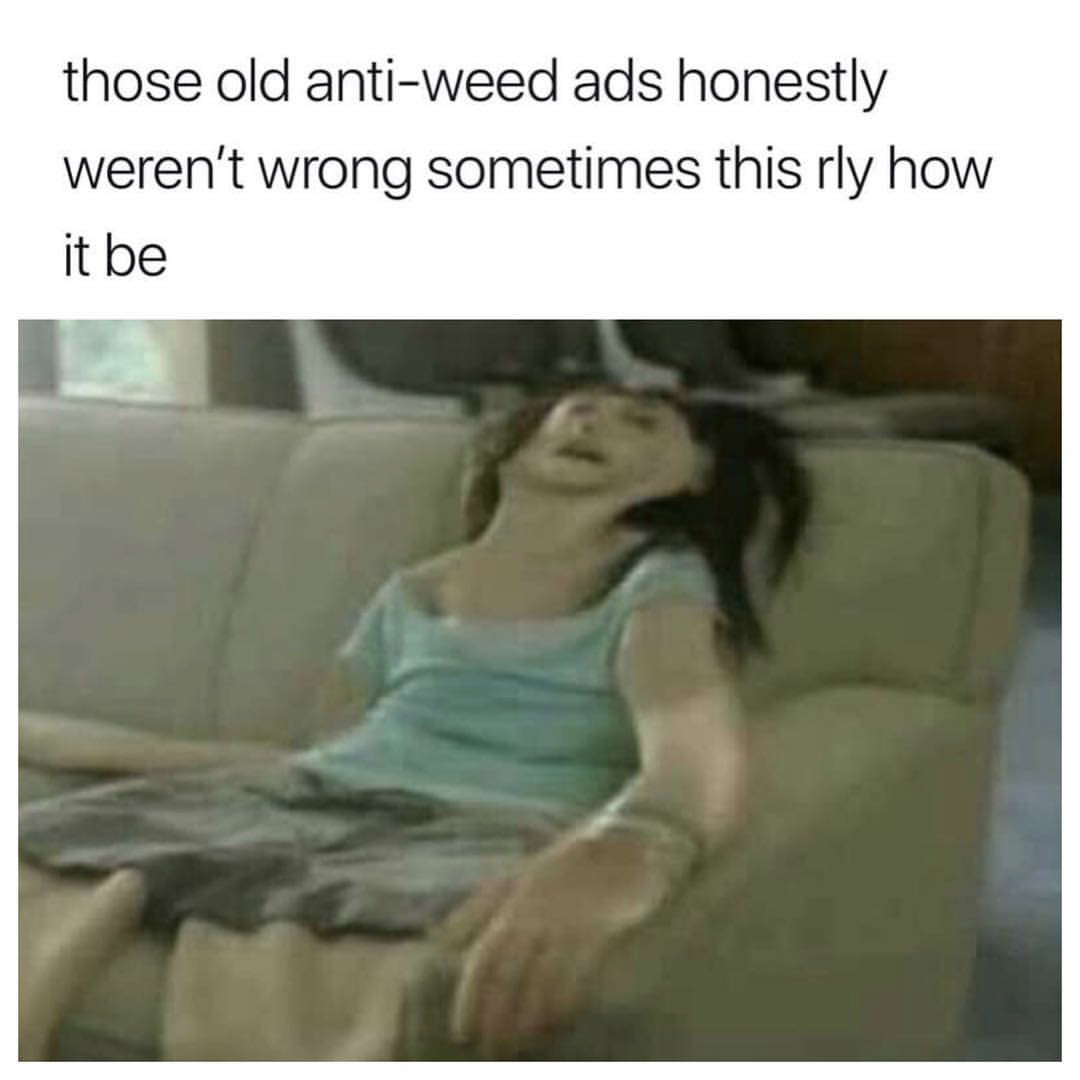 those old anti-weed ads honestly
weren't wrong sometimes this rly how
it be